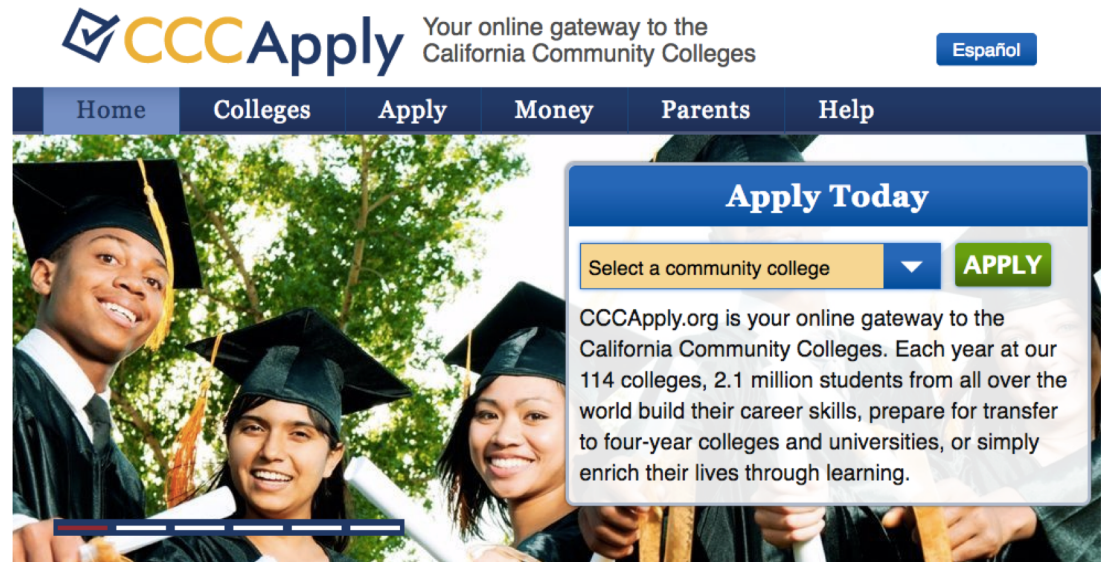 CCCApply
Your online gateway to the
California Community Colleges
Español
Home Colleges Apply Money Parents Help
Apply Today
Select a community college
APPLY
CCCApply.org is your online gateway to the
California Community Colleges. Each year at our
114 colleges, 2.1 million students from all over the
world build their career skills, prepare for transfer
to four-year colleges and universities, or simply
enrich their lives through learning.